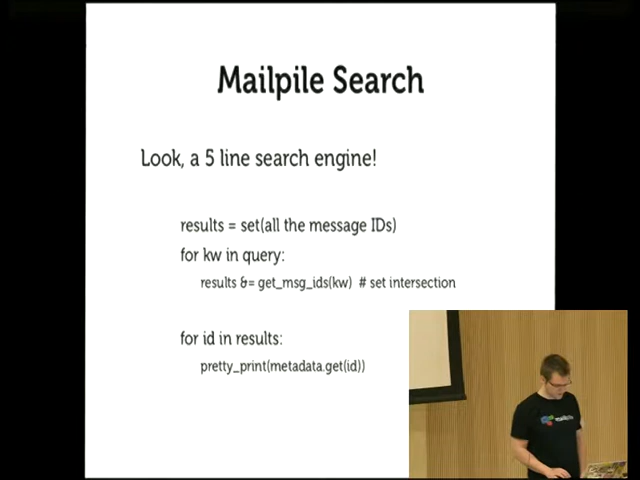 Mailpile Search
Look, a 5 line search engine!
results = set(all the message IDs)
for kw in query:
results &= get_msg_ids(kw) # set intersection
for id in results:
pretty_print(metadata.get(id))
mailpile